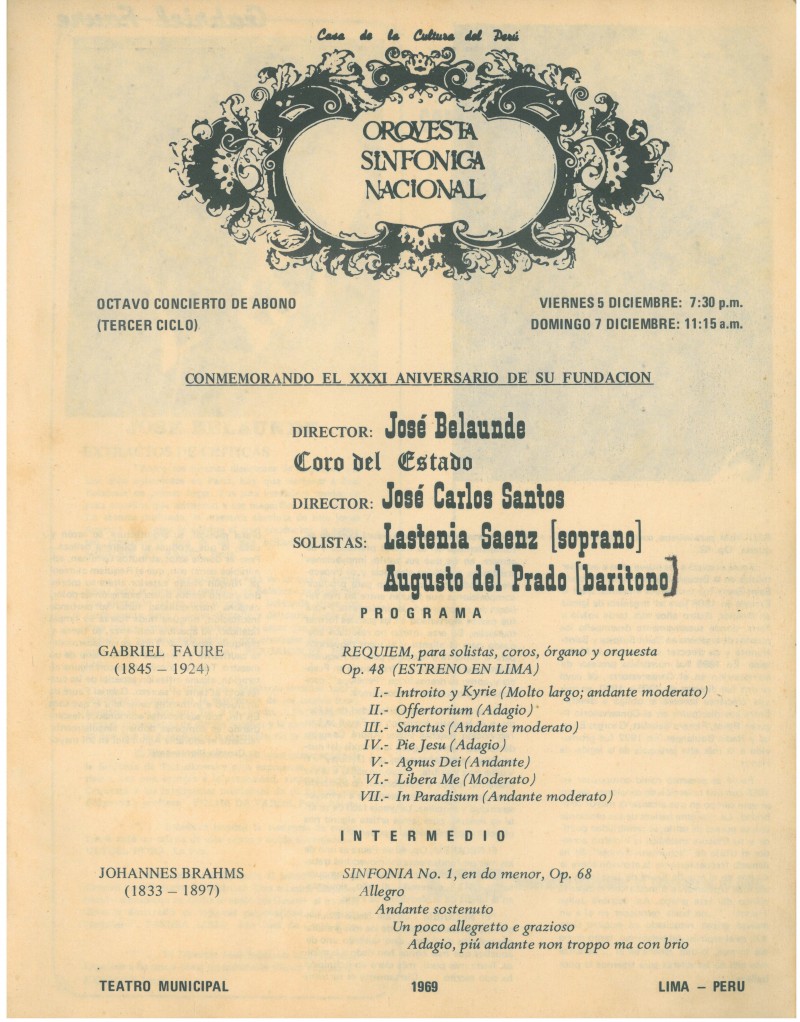 Casa de la Cultura del Perú
ORQVESTA
SINFONICA
NACIONAL
OCTAVO CONCIERTO DE ABONO
(TERCER CICLO)
VIERNES 5 DICIEMBRE: 7:30 p.m.
DOMINGO 7 DICIEMBRE: 11:15 a.m.
CONMEMORANDO EL XXXI ANIVERSARIO DE SU FUNDACION
DIRECTOR: José Belaunde
Coro del Estado
DIRECTOR: José Carlos Santos
SOLISTAS: Lastenia Saenz [soprano]
Augusto del Prado [baritono]
PROGRAMA
GABRIEL FAURE
(1845 – 1924)
REQUIEM, para solistas, coros, órgano y orquesta
Op. 48 (ESTRENO EN LIMA)
I.- Introito y Kyrie (Molto largo; andante moderato)
II.- Offertorium (Adagio)
III.- Sanctus (Andante moderato)
IV.- Pie Jesu (Adagio)
V.- Agnus Dei (Andante)
VI.- Libera Me (Moderato)
VII.- In Paradisum (Andante moderato)
INTERMEDIO
JOHANNES BRAHMS
(1833 – 1897)
SINFONIA No. 1, en do menor, Op. 68
Allegro
Andante sostenuto
Un poco allegretto e grazioso
Adagio, piú andante non troppo ma con brio
TEATRO MUNICIPAL 1969 LIMA – PERU